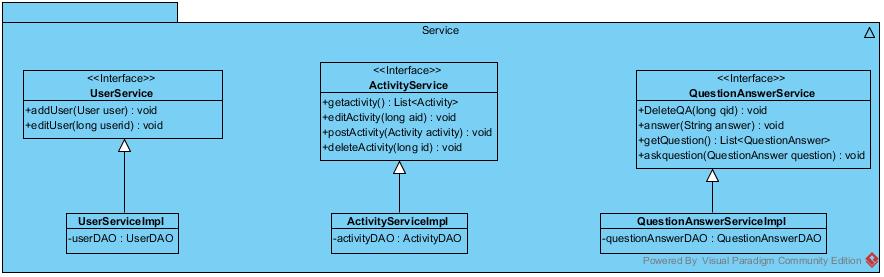 Service
<<Interface>>
UserService
+addUser(User user) : void
+editUser(long userid) : void
<<Interface>>
ActivityService
+getactivity() : List<Activity>
+editActivity(long aid) : void
+postActivity(Activity activity) : void
+deleteActivity(long id) : void
<<Interface>>
QuestionAnswerService
+DeleteQA(long qid) : void
+answer(String answer) : void
+getQuestion() : List<QuestionAnswer>
+askquestion(QuestionAnswer question) : void
UserServiceImpl
-userDAO : UserDAO
ActivityServiceImpl
-activityDAO : ActivityDAO
QuestionAnswerServiceImpl
-questionAnswerDAO : QuestionAnswerDAO
Powered By Visual Paradigm Community Edition